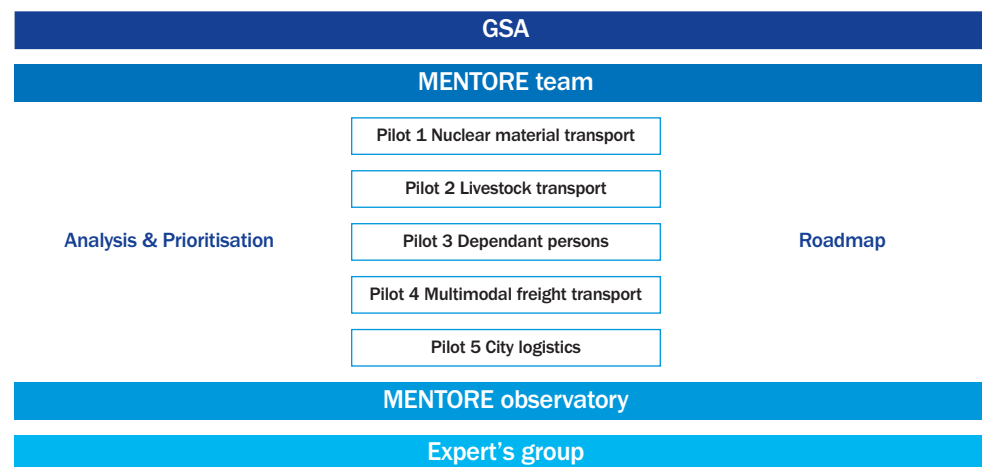 GSA
MENTORE team
Pilot 1 Nuclear material transport
Pilot 2 Livestock transport
Analysis & Prioritisation
Pilot 3 Dependant persons
Roadmap
Pilot 4 Multimodal freight transport
Pilot 5 City logistics
MENTORE observatory
Expert's group